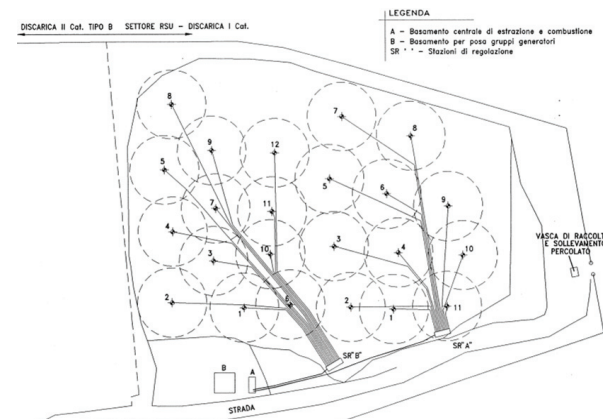 DISCARICA II Cat. TIPO B SETTORE RSU – DISCARICA I Cat.
LEGENDA
A – Basamento centrale di estrazione e combustione
B – Basamento per posa gruppi generatori
SR ' ' – Stazioni di regolazione
8
7
8
9
12
5
5
6
7
11
9
4
3
4
10
3
10
2
1
6
2
1
11
VASCA DI RACCOLT
E SOLLEVAMENTO
PERCOLATO
SR"A"
SR"B"
B
A
STRADA